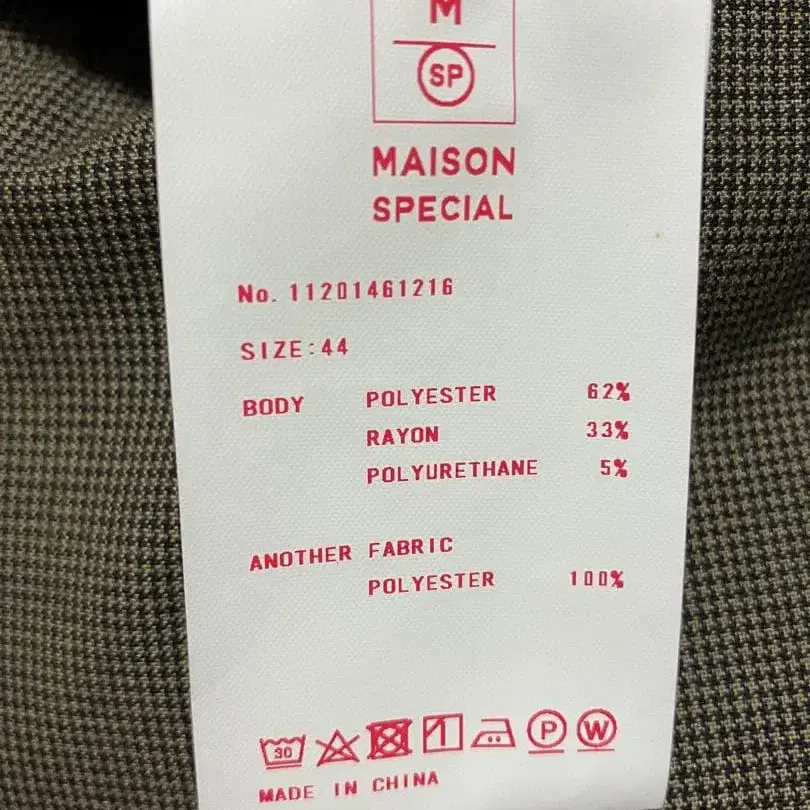 M
SP
MAISON
SPECIAL
No. 11201461216
SIZE:44
BODY POLYESTER 62%
RAYON 33%
POLYURETHANE 5%
ANOTHER FABRIC
POLYESTER 100%
30 P W
MADE IN CHINA